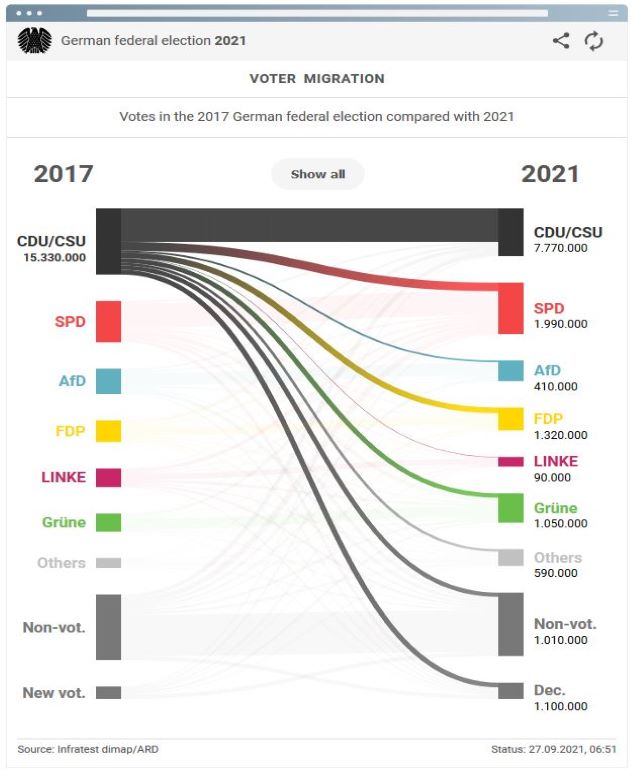 German federal election 2021
VOTER MIGRATION
Votes in the 2017 German federal election compared with 2021
2017
Show all
2021
CDU/CSU
15.330.000
SPD
AfD
FDP
LINKE
Grüne
Others
Non-vot.
New vot.
CDU/CSU
7.770.000
SPD
1.990.000
AfD
410.000
FDP
1.320.000
LINKE
90.000
Grüne
1.050.000
Others
590.000
Non-vot.
1.010.000
Dec.
1.100.000
Source: Infratest dimap/ARD
Status: 27.09.2021, 06:51